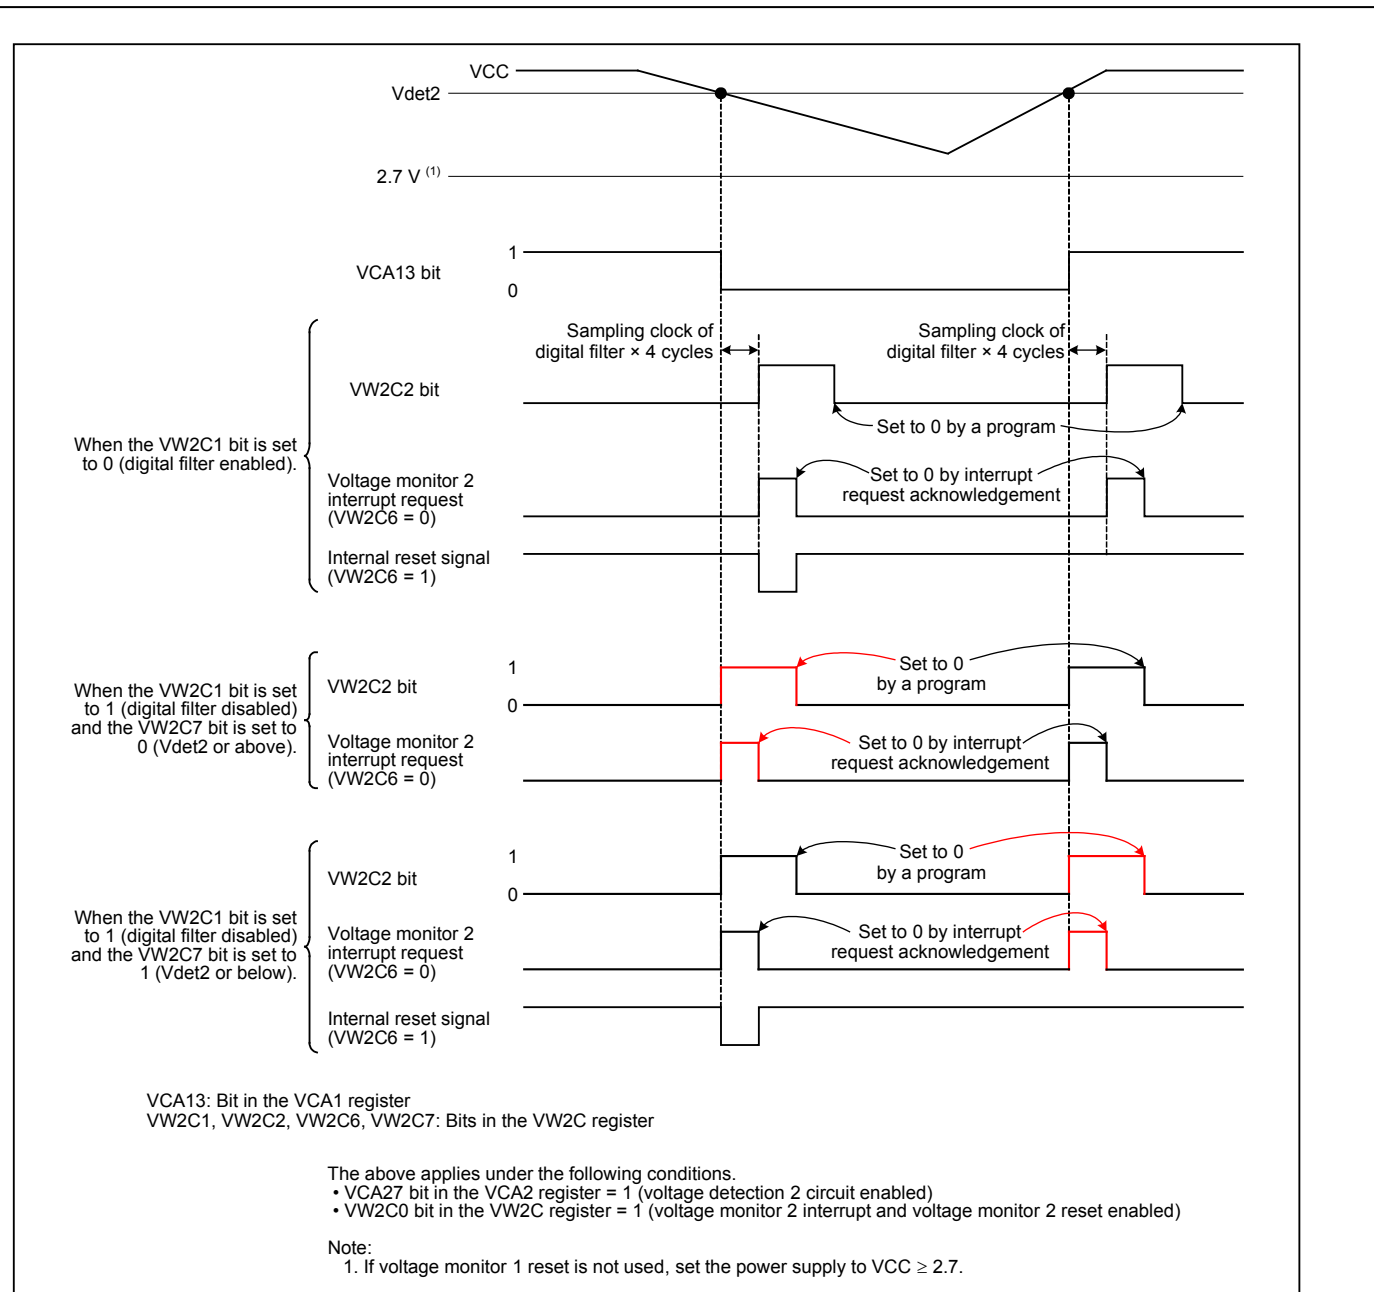 VCC
Vdet2
2.7 V (1)
1
VCA13 bit
0
Sampling clock of
digital filter × 4 cycles
Sampling clock of
digital filter × 4 cycles
VW2C2 bit
Set to 0 by a program
When the VW2C1 bit is set
to 0 (digital filter enabled).
Voltage monitor 2
interrupt request
(VW2C6 = 0)
Set to 0 by interrupt
request acknowledgement
Internal reset signal
(VW2C6 = 1)
When the VW2C1 bit is set
to 1 (digital filter disabled)
and the VW2C7 bit is set to
0 (Vdet2 or above).
VW2C2 bit
1
0
Set to 0
by a program
Voltage monitor 2
interrupt request
(VW2C6 = 0)
Set to 0 by interrupt
request acknowledgement
When the VW2C1 bit is set
to 1 (digital filter disabled)
and the VW2C7 bit is set to
1 (Vdet2 or below).
VW2C2 bit
1
0
Set to 0
by a program
Voltage monitor 2
interrupt request
(VW2C6 = 0)
Set to 0 by interrupt
request acknowledgement
Internal reset signal
(VW2C6 = 1)
VCA13: Bit in the VCA1 register
VW2C1, VW2C2, VW2C6, VW2C7: Bits in the VW2C register
The above applies under the following conditions.
• VCA27 bit in the VCA2 register = 1 (voltage detection 2 circuit enabled)
• VW2C0 bit in the VW2C register = 1 (voltage monitor 2 interrupt and voltage monitor 2 reset enabled)
Note:
1. If voltage monitor 1 reset is not used, set the power supply to VCC ≥ 2.7.